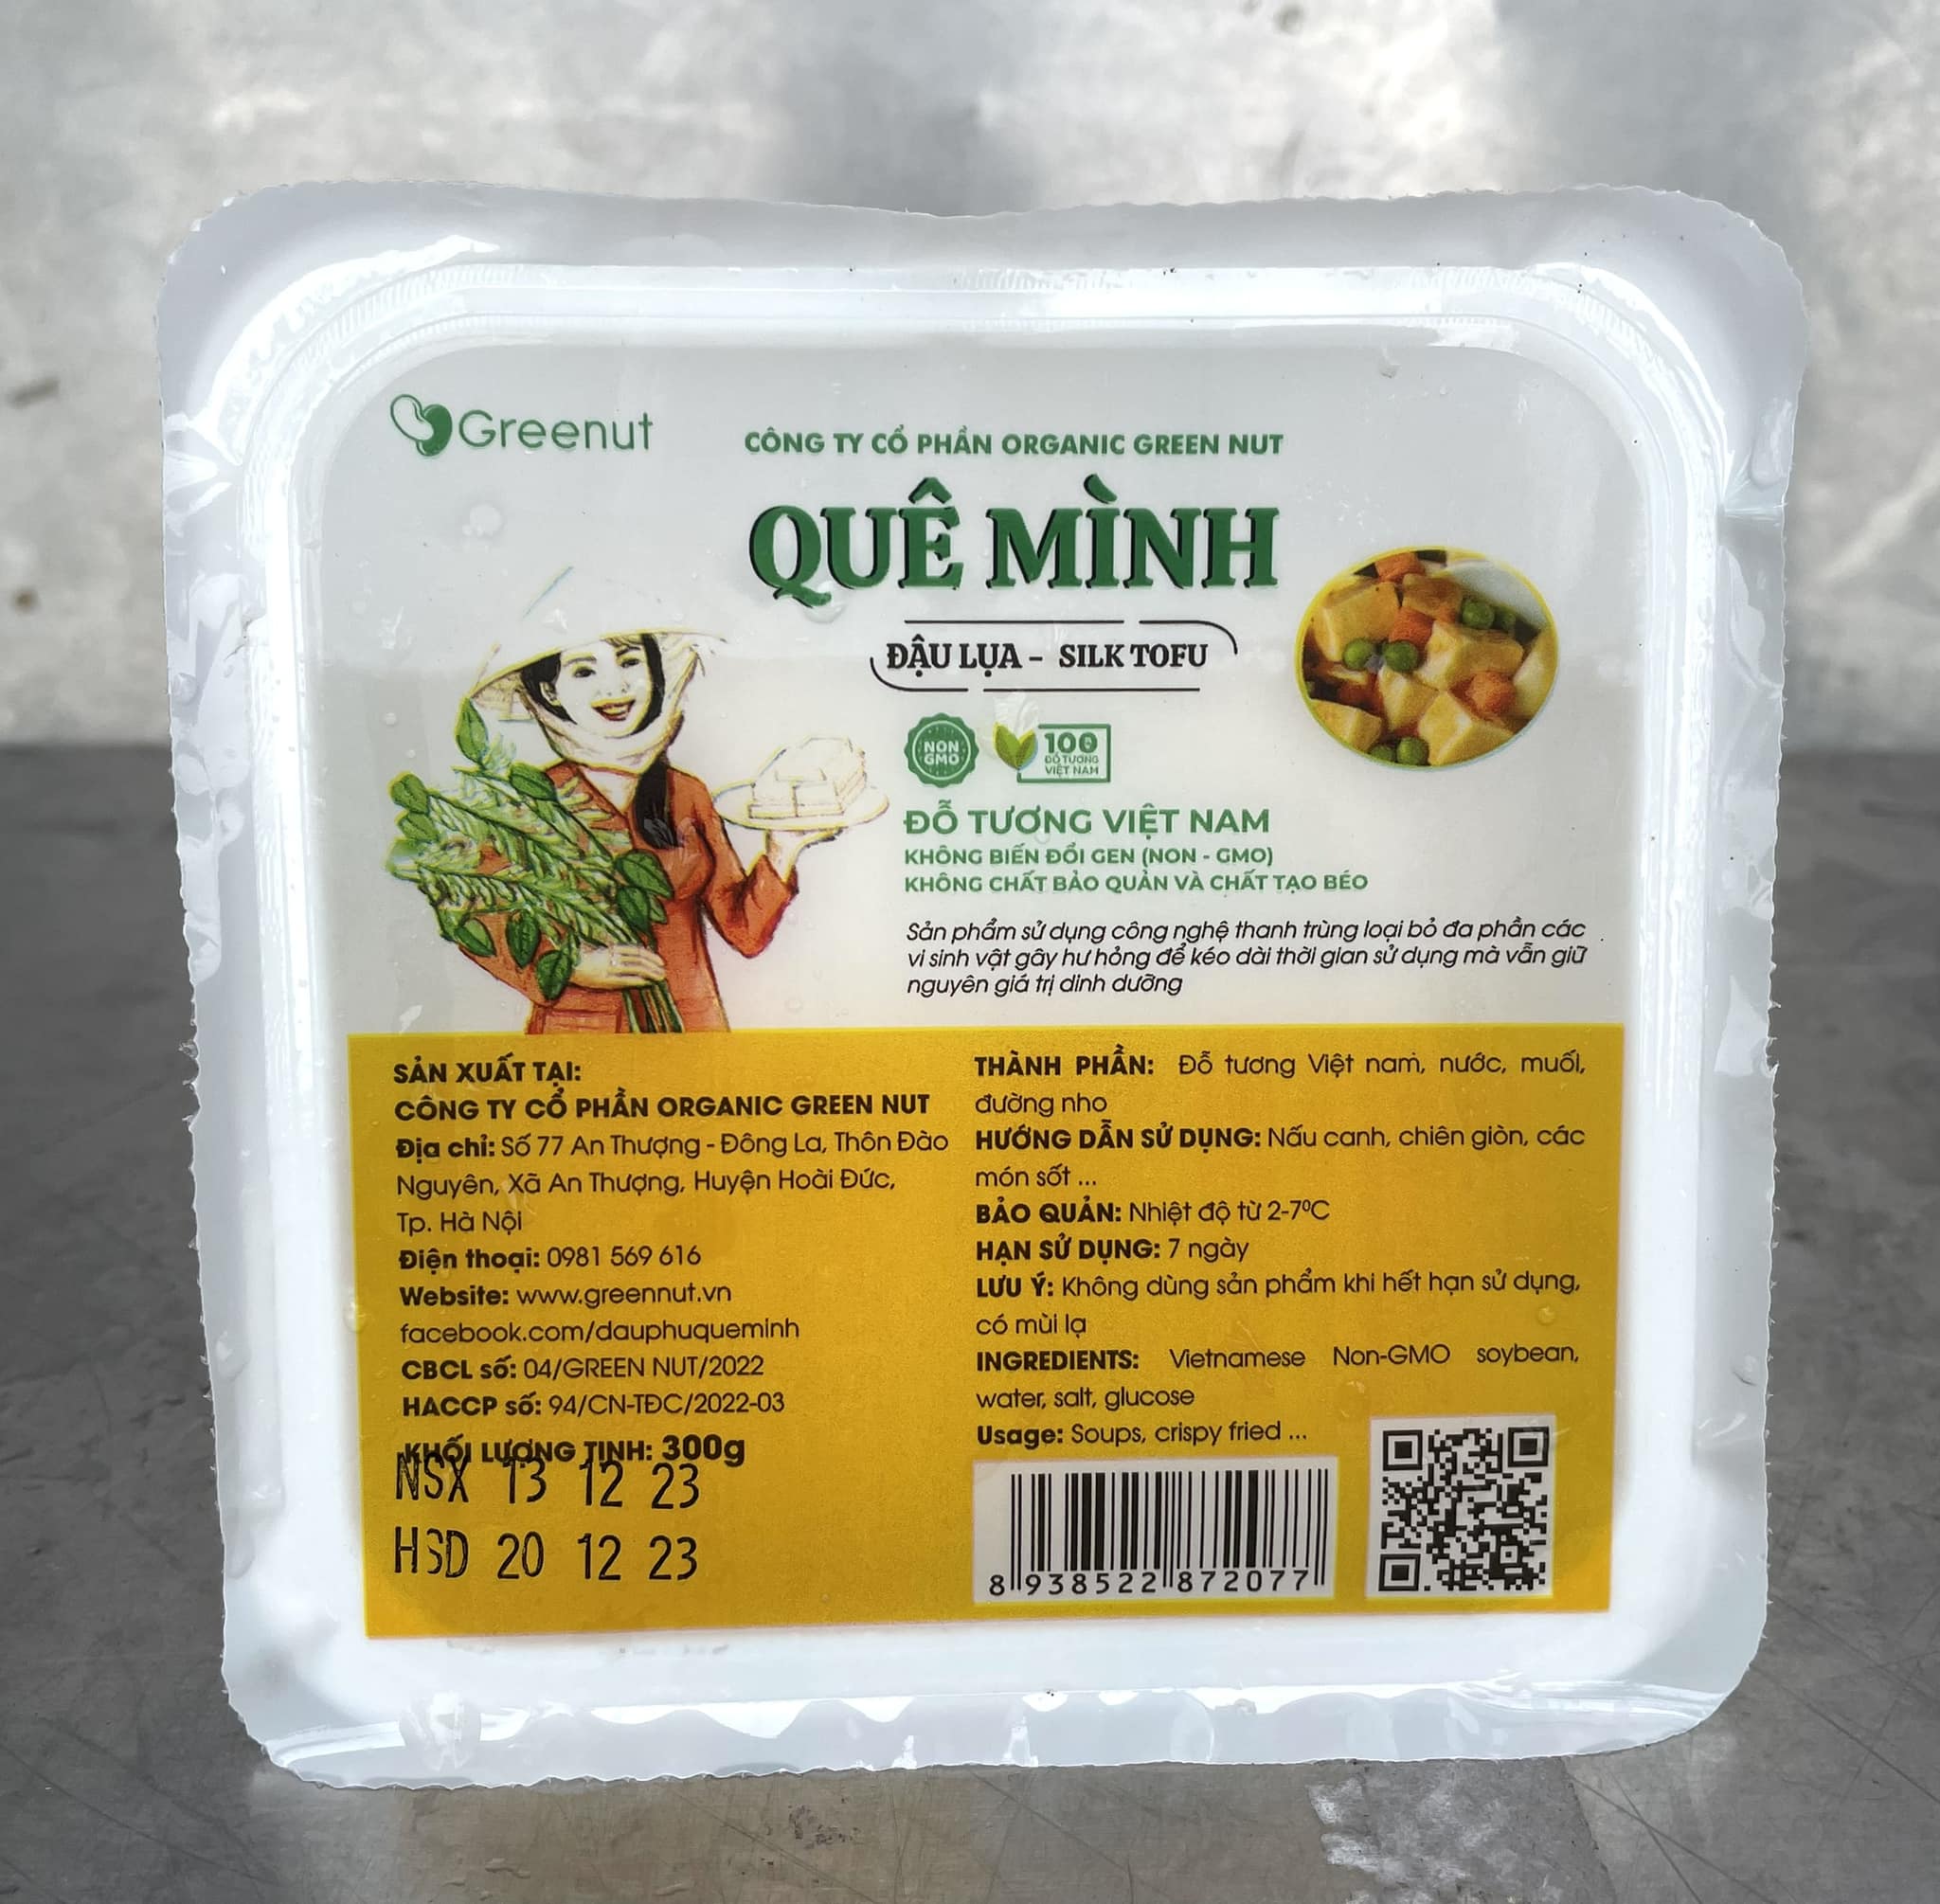 Greenut
CÔNG TY CỔ PHẦN ORGANIC GREEN NUT
QUÊ MÌNH
ĐẬU LỤA - SILK TOFU
NON
GMO
100
ĐỖ TƯƠNG
VIỆT NAM
ĐỖ TƯƠNG VIỆT NAM
KHÔNG BIẾN ĐỔI GEN (NON - GMO)
KHÔNG CHẤT BẢO QUẢN VÀ CHẤT TẠO BÉO
Sản phẩm sử dụng công nghệ thanh trùng loại bỏ đa phần các
vi sinh vật gây hư hỏng để kéo dài thời gian sử dụng mà vẫn giữ
nguyên giá trị dinh dưỡng
SẢN XUẤT TẠI:
CÔNG TY CỔ PHẦN ORGANIC GREEN NUT
Địa chỉ: Số 77 An Thượng - Đông La, Thôn Đào
Nguyên, Xã An Thượng, Huyện Hoài Đức,
Tp. Hà Nội
Điện thoại: 0981 569 616
Website: www.greennut.vn
facebook.com/dauphuqueminh
CBCL số: 04/GREEN NUT/2022
HACCP số: 94/CN-TĐC/2022-03
KHỐI LƯỢNG TỊNH: 300g
NSX 13 12 23
HSD 20 12 23
THÀNH PHẦN: Đỗ tương Việt nam, nước, muối,
đường nho
HƯỚNG DẪN SỬ DỤNG: Nấu canh, chiên giòn, các
món sốt ...
BẢO QUẢN: Nhiệt độ từ 2-7⁰C
HẠN SỬ DỤNG: 7 ngày
LƯU Ý: Không dùng sản phẩm khi hết hạn sử dụng,
có mùi lạ
INGREDIENTS: Vietnamese Non-GMO soybean,
water, salt, glucose
Usage: Soups, crispy fried ...
8 938522 872077